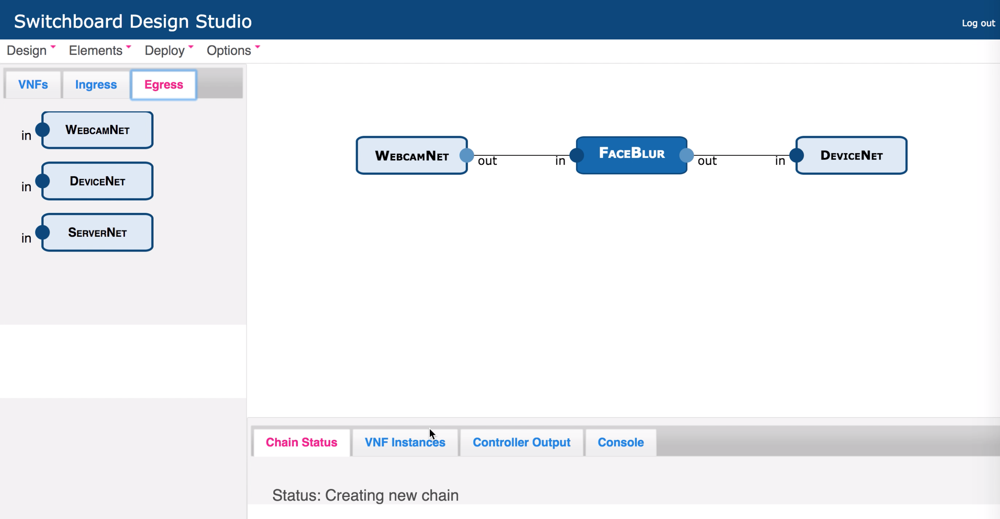 Switchboard Design Studio
Log out
Design Elements Deploy Options
VNFs Ingress Egress
in WebcamNet
in DeviceNet
in ServerNet
WebcamNet out in FaceBlur out in DeviceNet
Chain Status VNF Instances Controller Output Console
Status: Creating new chain